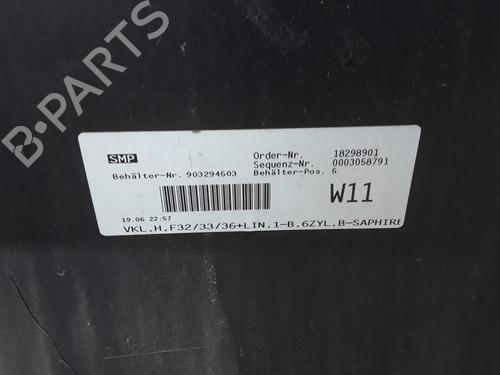 B-PARTS
SMP
Order-Nr. 18298901
Sequenz-Nr. 0003058791
Behälter-Nr. 903294503 Behälter-Pos. 6
W11
19.06 22:57
VKL.H.F32/33/36+LIN.1-B.6ZYL.B-SAPHIRE